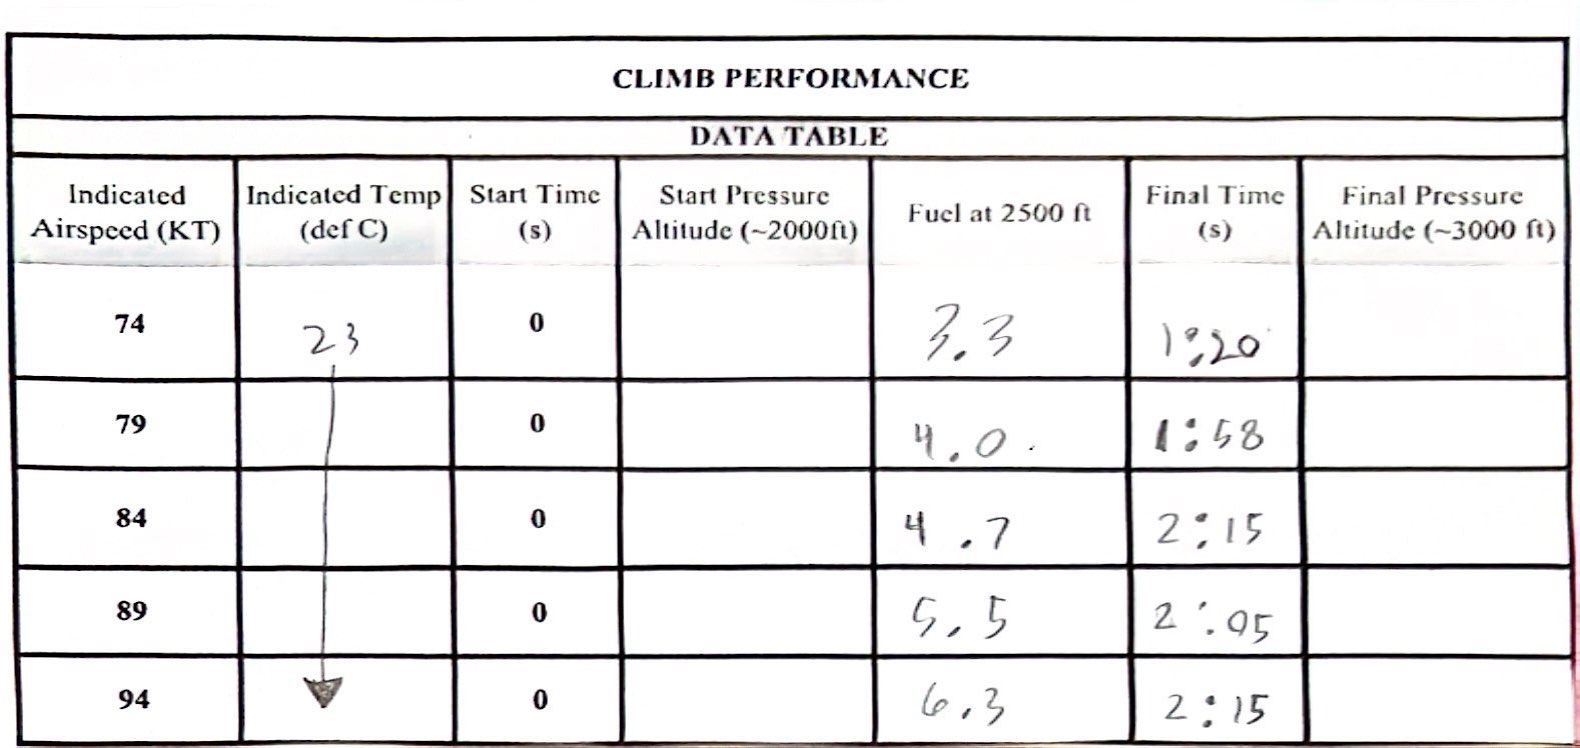 CLIMB PERFORMANCE
DATA TABLE
Indicated Airspeed (KT) Indicated Temp (def C) Start Time (s) Start Pressure Altitude (~2000ft) Fuel at 2500 ft Final Time (s) Final Pressure Altitude (~3000 ft)
74 23 0 3.3 1:20
79 0 4.0 1:58
84 0 4.7 2:15
89 0 5.5 2:05
94 0 6.3 2:15